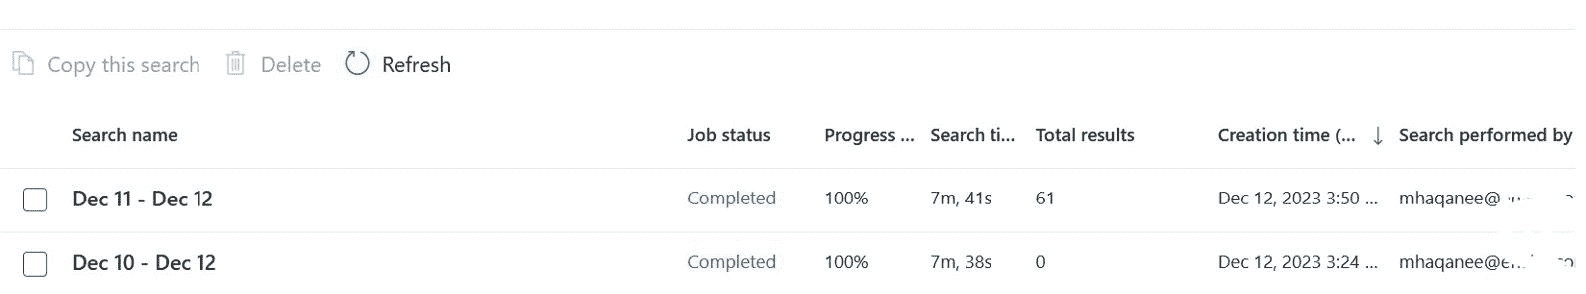 Copy this search Delete Refresh
Search name Job status Progress ... Search ti... Total results Creation time (... ↓ Search performed by
Dec 11 - Dec 12 Completed 100% 7m, 41s 61 Dec 12, 2023 3:50 ... mhaqanee@
Dec 10 - Dec 12 Completed 100% 7m, 38s 0 Dec 12, 2023 3:24 ... mhaqanee@